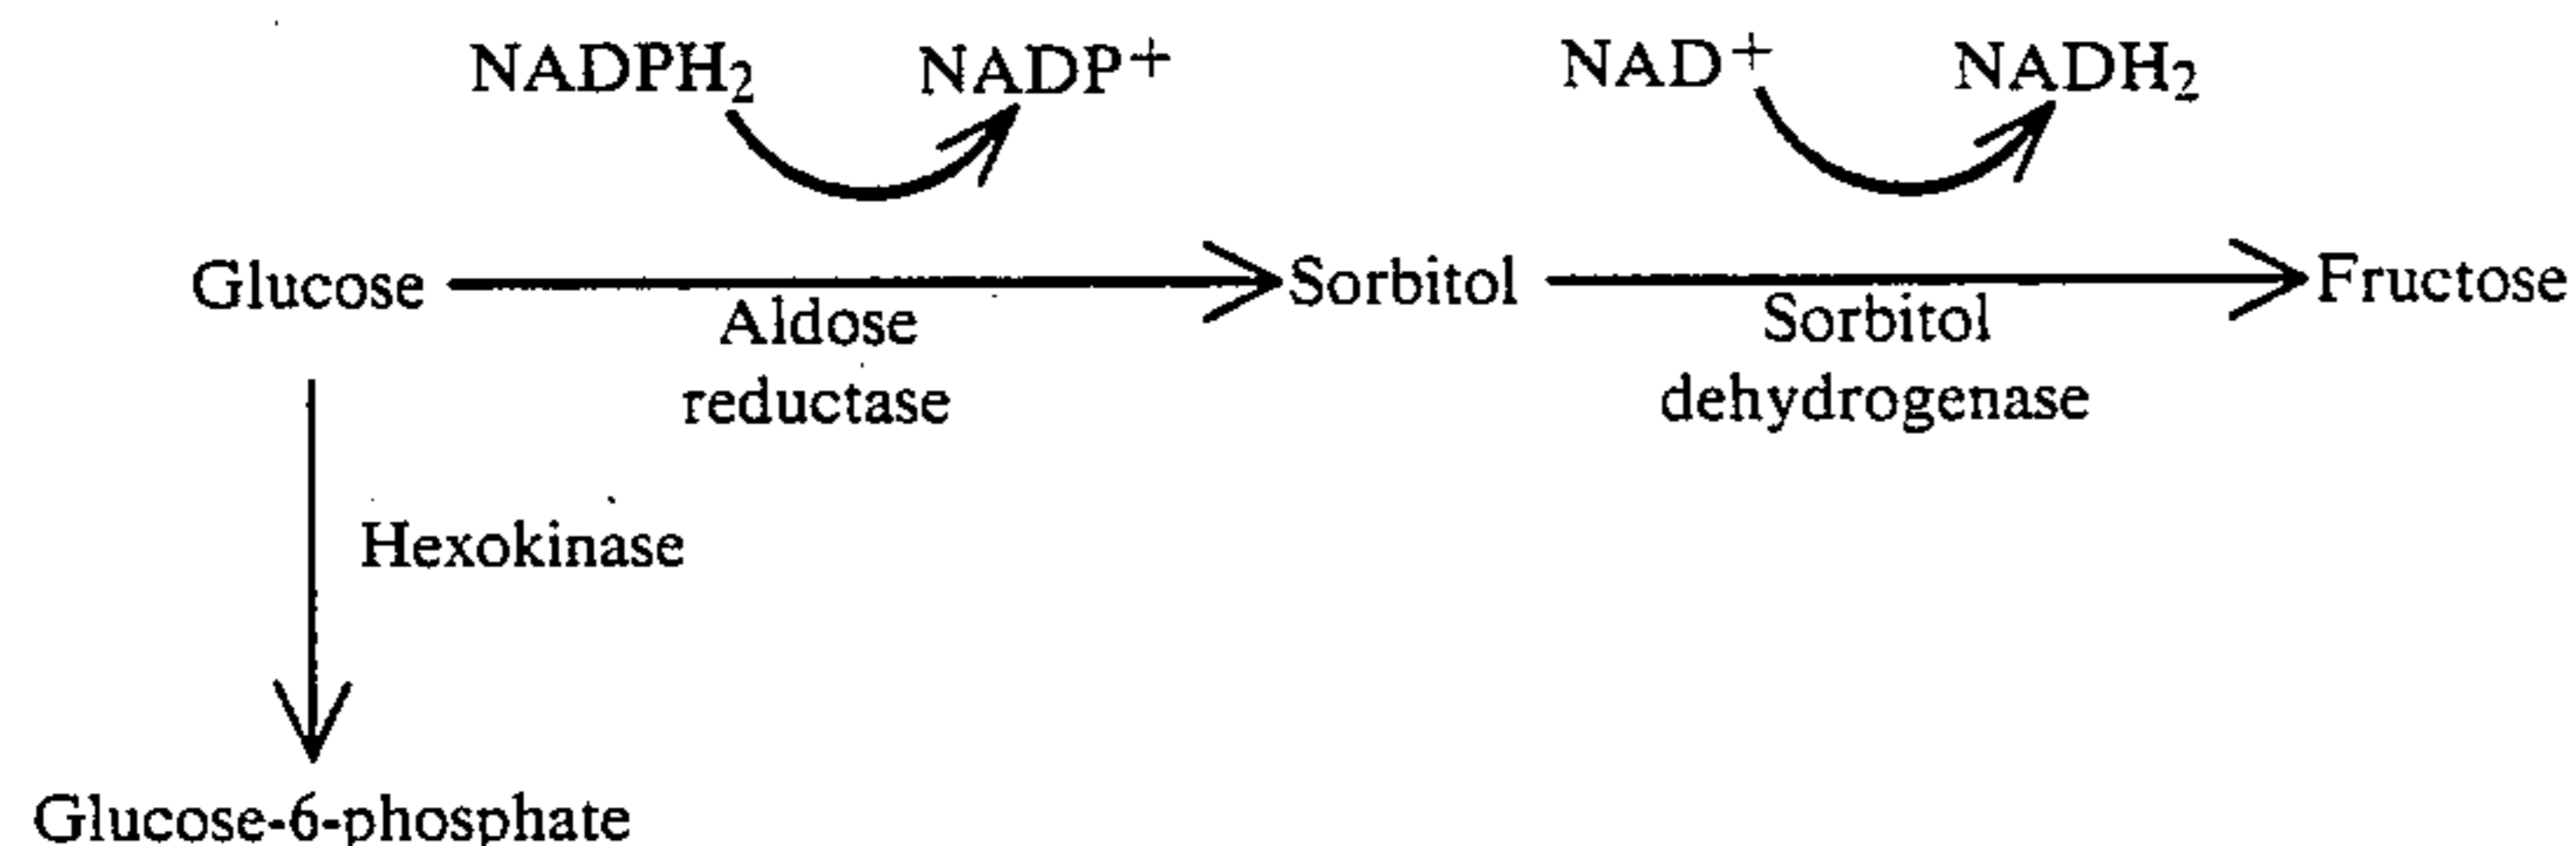 NADPH₂ NADP⁺ NAD⁺ NADH₂
Glucose Sorbitol Fructose
Aldose reductase
Sorbitol dehydrogenase
Hexokinase
Glucose-6-phosphate